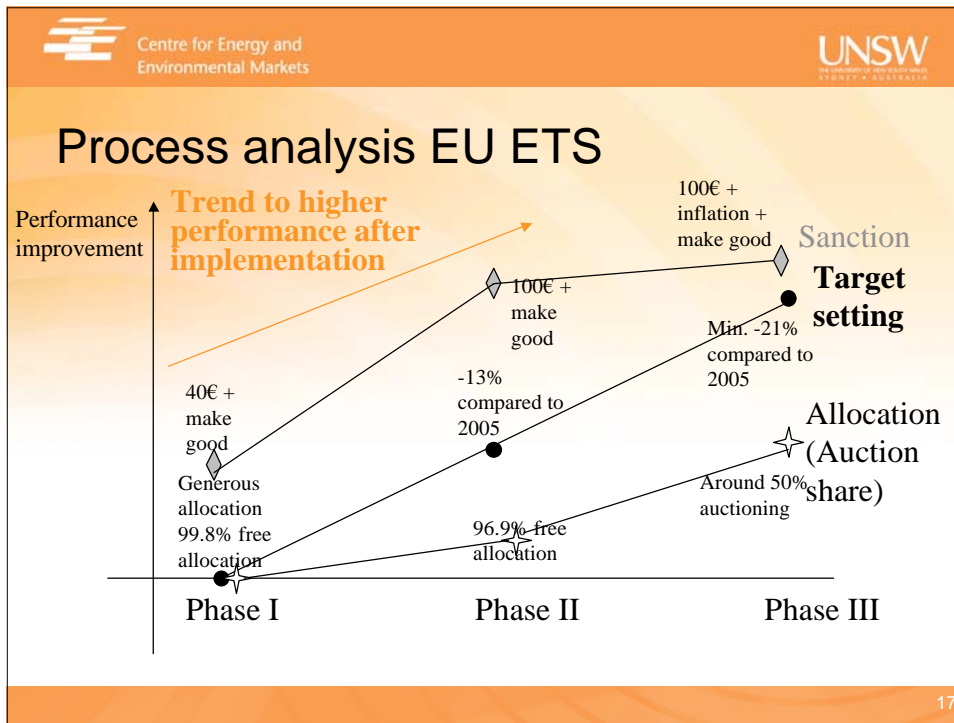 Centre for Energy and
Environmental Markets
UNSW
THE UNIVERSITY OF NEW SOUTH WALES
SYDNEY • AUSTRALIA
Process analysis EU ETS
Performance
improvement
Trend to higher
performance after
implementation
100€ +
inflation +
make good
Sanction
Target
setting
100€ +
make
good
Min. -21%
compared to
2005
-13%
compared to
2005
40€ +
make
good
Allocation
(Auction
share)
Generous
allocation
99.8% free
allocation
96.9% free
allocation
Around 50%
auctioning
Phase I
Phase II
Phase III
17